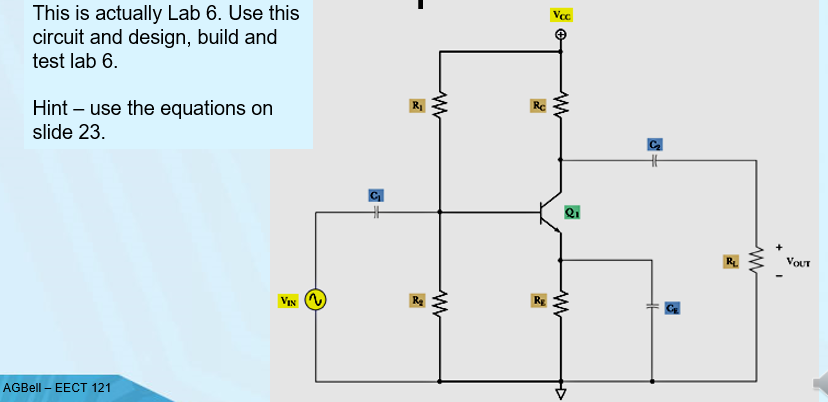 This is actually Lab 6. Use this
circuit and design, build and
test lab 6.
Hint – use the equations on
slide 23.
VCC
R1
RC
C2
C1
Q1
RL
+
VOUT
−
VIN
R2
RE
CE
AGBell – EECT 121